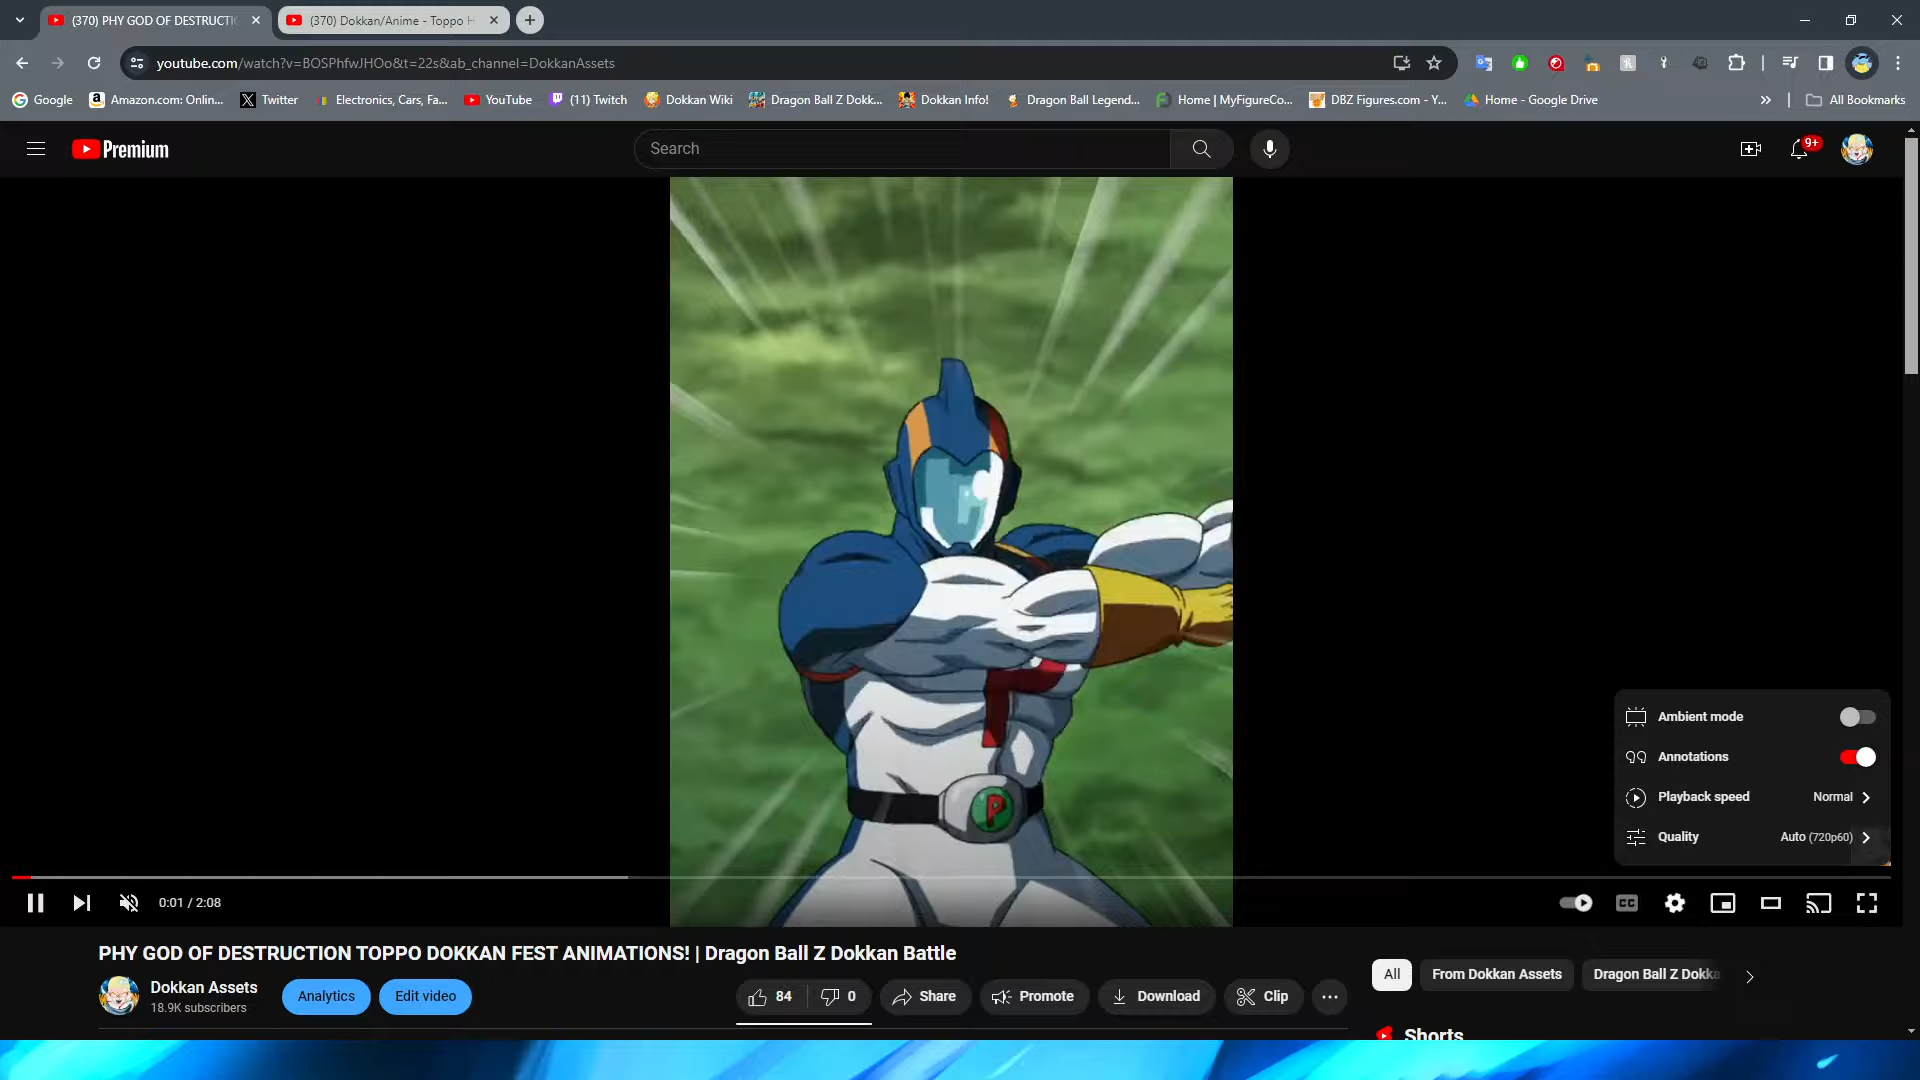 (370) PHY GOD OF DESTRUCTIO
(370) Dokkan/Anime - Toppo H
youtube.com/watch?v=BOSPhfwJHOo&t=22s&ab_channel=DokkanAssets
Google
Amazon.com: Onlin...
Twitter
Electronics, Cars, Fa...
YouTube
(11) Twitch
Dokkan Wiki
Dragon Ball Z Dokk...
Dokkan Info!
Dragon Ball Legend...
Home | MyFigureCo...
DBZ Figures.com - Y...
Home - Google Drive
All Bookmarks
Premium
Search
9+
P
Ambient mode
Annotations
Playback speed Normal
Quality Auto (720p60)
0:01 / 2:08
CC
PHY GOD OF DESTRUCTION TOPPO DOKKAN FEST ANIMATIONS! | Dragon Ball Z Dokkan Battle
Dokkan Assets
18.9K subscribers
Analytics
Edit video
84
0
Share
Promote
Download
Clip
All
From Dokkan Assets
Dragon Ball Z Dokka
Shorts